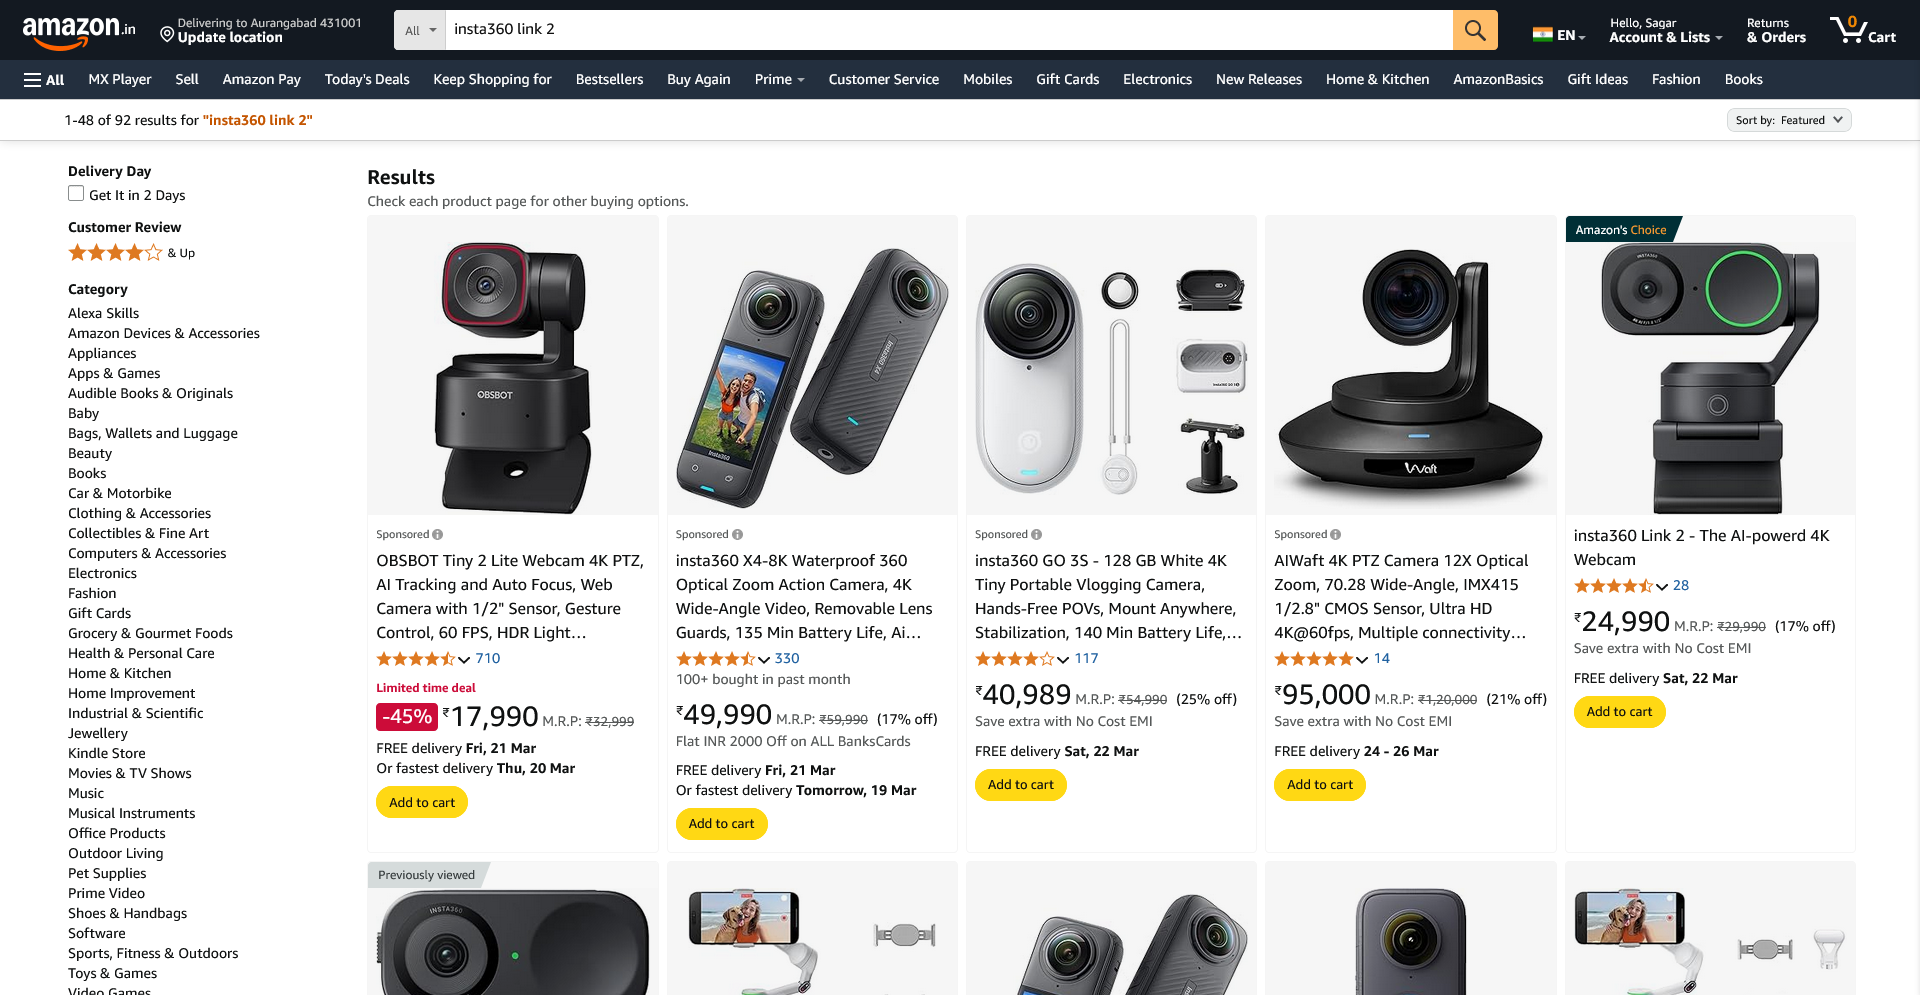 amazon.in
Delivering to Aurangabad 431001
Update location
All
insta360 link 2
EN
Hello, Sagar
Account & Lists
Returns
& Orders
0
Cart
All
MX Player
Sell
Amazon Pay
Today's Deals
Keep Shopping for
Bestsellers
Buy Again
Prime
Customer Service
Mobiles
Gift Cards
Electronics
New Releases
Home & Kitchen
AmazonBasics
Gift Ideas
Fashion
Books
1-48 of 92 results for "insta360 link 2"
Sort by: Featured
Delivery Day
Get It in 2 Days
Customer Review
& Up
Category
Alexa Skills
Amazon Devices & Accessories
Appliances
Apps & Games
Audible Books & Originals
Baby
Bags, Wallets and Luggage
Beauty
Books
Car & Motorbike
Clothing & Accessories
Collectibles & Fine Art
Computers & Accessories
Electronics
Fashion
Gift Cards
Grocery & Gourmet Foods
Health & Personal Care
Home & Kitchen
Home Improvement
Industrial & Scientific
Jewellery
Kindle Store
Movies & TV Shows
Music
Musical Instruments
Office Products
Outdoor Living
Pet Supplies
Prime Video
Shoes & Handbags
Software
Sports, Fitness & Outdoors
Toys & Games
Video Games
Results
Check each product page for other buying options.
OBSBOT
Sponsored
OBSBOT Tiny 2 Lite Webcam 4K PTZ,
AI Tracking and Auto Focus, Web
Camera with 1/2" Sensor, Gesture
Control, 60 FPS, HDR Light…
710
Limited time deal
-45% ₹17,990 M.R.P: ₹32,999
FREE delivery Fri, 21 Mar
Or fastest delivery Thu, 20 Mar
Add to cart
Insta360
Insta360 X4
Sponsored
insta360 X4-8K Waterproof 360
Optical Zoom Action Camera, 4K
Wide-Angle Video, Removable Lens
Guards, 135 Min Battery Life, Ai…
330
100+ bought in past month
₹49,990 M.R.P: ₹59,990 (17% off)
Flat INR 2000 Off on ALL BanksCards
FREE delivery Fri, 21 Mar
Or fastest delivery Tomorrow, 19 Mar
Add to cart
Sponsored
insta360 GO 3S - 128 GB White 4K
Tiny Portable Vlogging Camera,
Hands-Free POVs, Mount Anywhere,
Stabilization, 140 Min Battery Life,…
117
₹40,989 M.R.P: ₹54,990 (25% off)
Save extra with No Cost EMI
FREE delivery Sat, 22 Mar
Add to cart
Waft
Sponsored
AIWaft 4K PTZ Camera 12X Optical
Zoom, 70.28 Wide-Angle, IMX415
1/2.8" CMOS Sensor, Ultra HD
4K@60fps, Multiple connectivity…
14
₹95,000 M.R.P: ₹1,20,000 (21% off)
Save extra with No Cost EMI
FREE delivery 24 - 26 Mar
Add to cart
Amazon's Choice
INSTA360
insta360 Link 2 - The AI-powerd 4K
Webcam
28
₹24,990 M.R.P: ₹29,990 (17% off)
Save extra with No Cost EMI
FREE delivery Sat, 22 Mar
Add to cart
Previously viewed
INSTA360